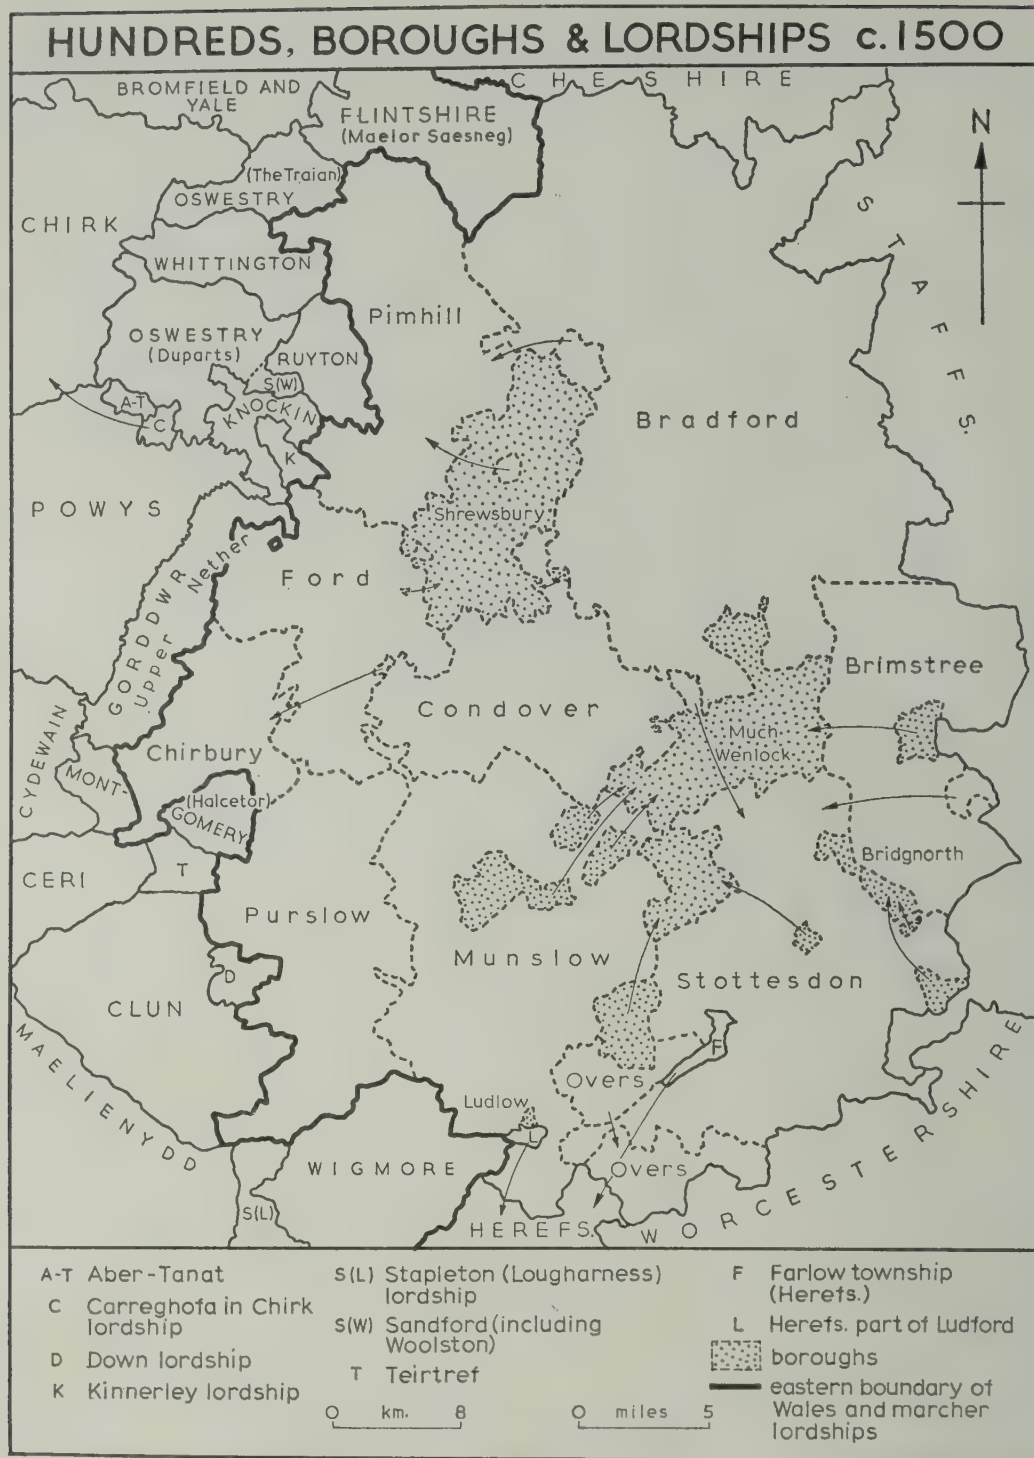 HUNDREDS, BOROUGHS & LORDSHIPS c.1500
BROMFIELD AND
YALE
CHESHIRE
FLINTSHIRE
(Maelor Saesneg)
N
(The Traian)
OSWESTRY
CHIRK
STAFFS.
WHITTINGTON
Pimhill
OSWESTRY
(Duparts)
RUYTON
S(W)
A-T
KNOCKIN
C
Bradford
K
POWYS
Shrewsbury
Nether
Ford
GORDDWR
Upper
Brimstree
CYDEWAIN
Condover
Much
Wenlock
Chirbury
MONT-
(Halcetor)
GOMERY
Bridgnorth
CERI
T
Purslow
Munslow
Stottesdon
D
CLUN
MAELIENYDD
F
Overs
Ludlow
L
WORCESTERSHIRE
WIGMORE
Overs
S(L)
HEREFS.
A-T Aber-Tanat
C Carreghofa in Chirk
lordship
D Down lordship
K Kinnerley lordship
S(L) Stapleton (Lougharness)
lordship
S(W) Sandford (including
Woolston)
T Teirtref
0 km. 8
0 miles 5
F Farlow township
(Herefs.)
L Herefs. part of Ludford
boroughs
eastern boundary of
Wales and marcher
lordships